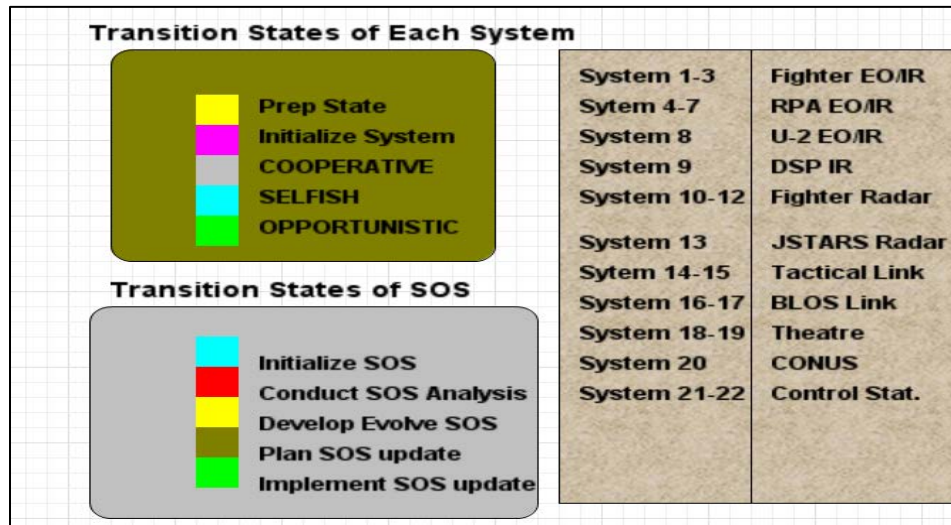 Transition States of Each System
Prep State
Initialize System
COOPERATIVE
SELFISH
OPPORTUNISTIC
Transition States of SOS
Initialize SOS
Conduct SOS Analysis
Develop Evolve SOS
Plan SOS update
Implement SOS update
System 1-3 Fighter EO/IR
Sytem 4-7 RPA EO/IR
System 8 U-2 EO/IR
System 9 DSP IR
System 10-12 Fighter Radar
System 13 JSTARS Radar
Sytem 14-15 Tactical Link
System 16-17 BLOS Link
System 18-19 Theatre
System 20 CONUS
System 21-22 Control Stat.